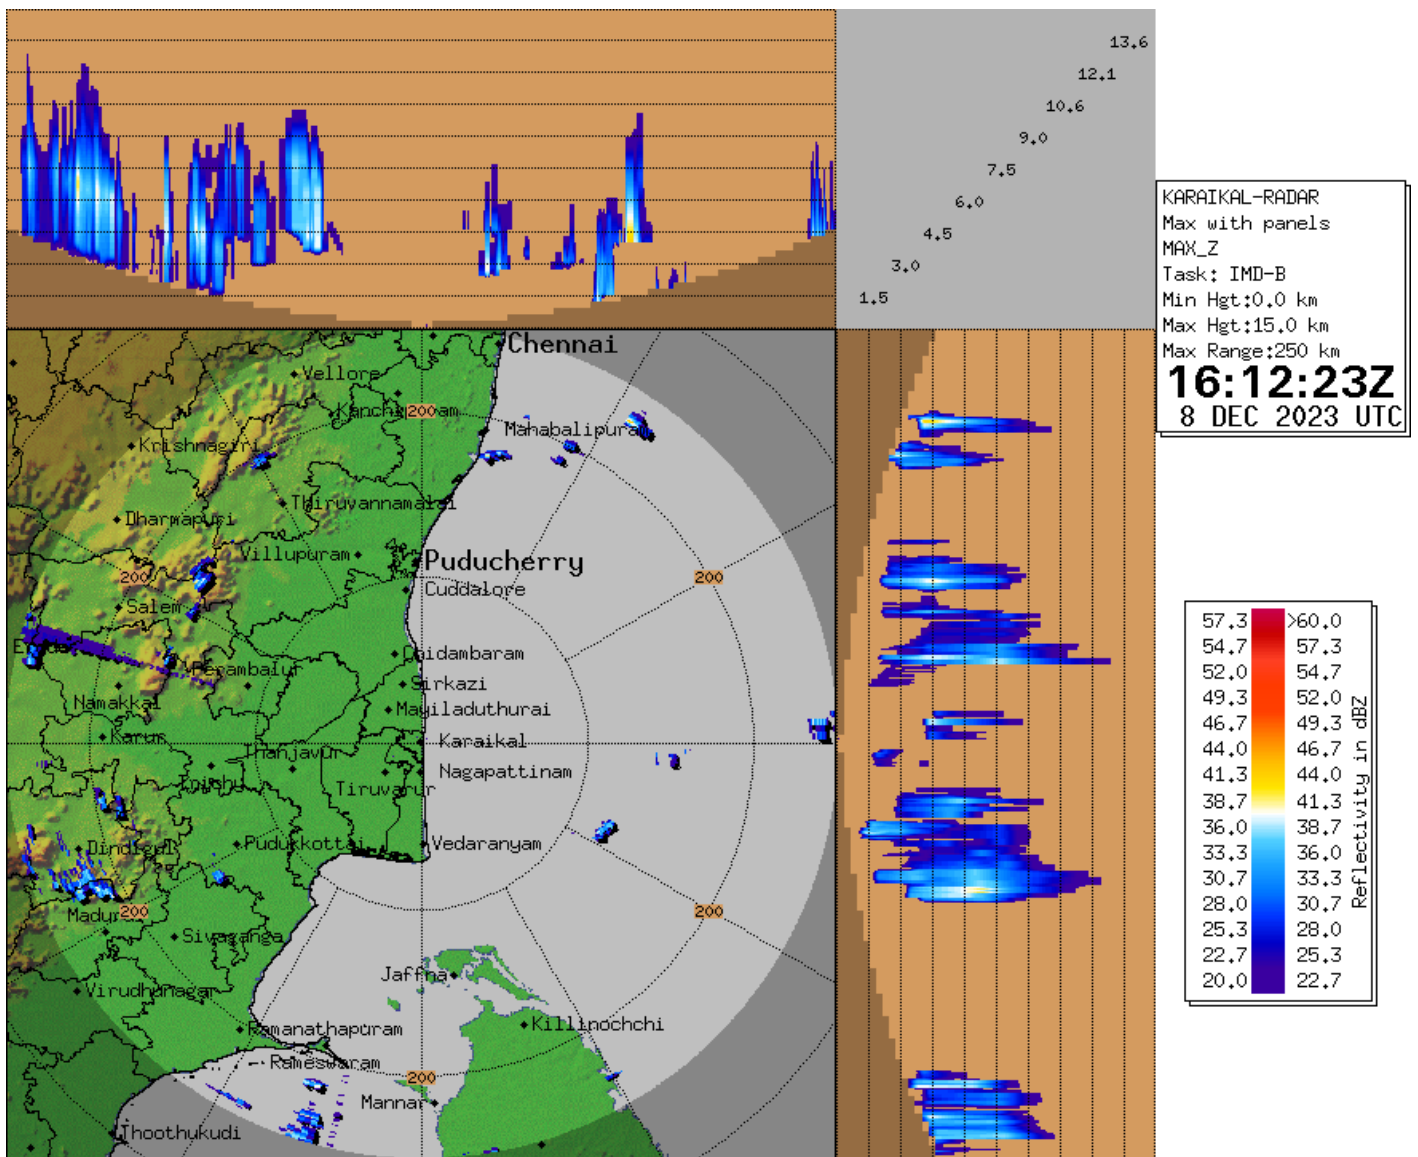 13.6
12.1
10.6
9.0
7.5
6.0
4.5
3.0
1.5
KARAIKAL-RADAR
Max with panels
MAX_Z
Task: IMD-B
Min Hgt:0.0 km
Max Hgt:15.0 km
Max Range:250 km
16:12:23Z
8 DEC 2023 UTC
Chennai
Vellore
200
Mahabalipuram
Krishnagiri
Thiruvannamalai
Dharmapuri
Villupuram
Puducherry
200
200
Cuddalore
Salem
Chidambaram
Perambalur
Sirkazi
Namakkal
Mayiladuthurai
Karur
Karaikal
Thanjavur
Nagapattinam
Tiruvarur
Dindigul
Pudukkottai
Vedaranyam
200
200
Sivaganga
Jaffna
Virudhunagar
Killinochchi
Ramanathapuram
Rameswaram
200
Mannar
Thoothukudi
57.3 >60.0
54.7 57.3
52.0 54.7
49.3 52.0
46.7 49.3
44.0 46.7
41.3 44.0
38.7 41.3
36.0 38.7
33.3 36.0
30.7 33.3
28.0 30.7
25.3 28.0
22.7 25.3
20.0 22.7
Reflectivity in dBZ